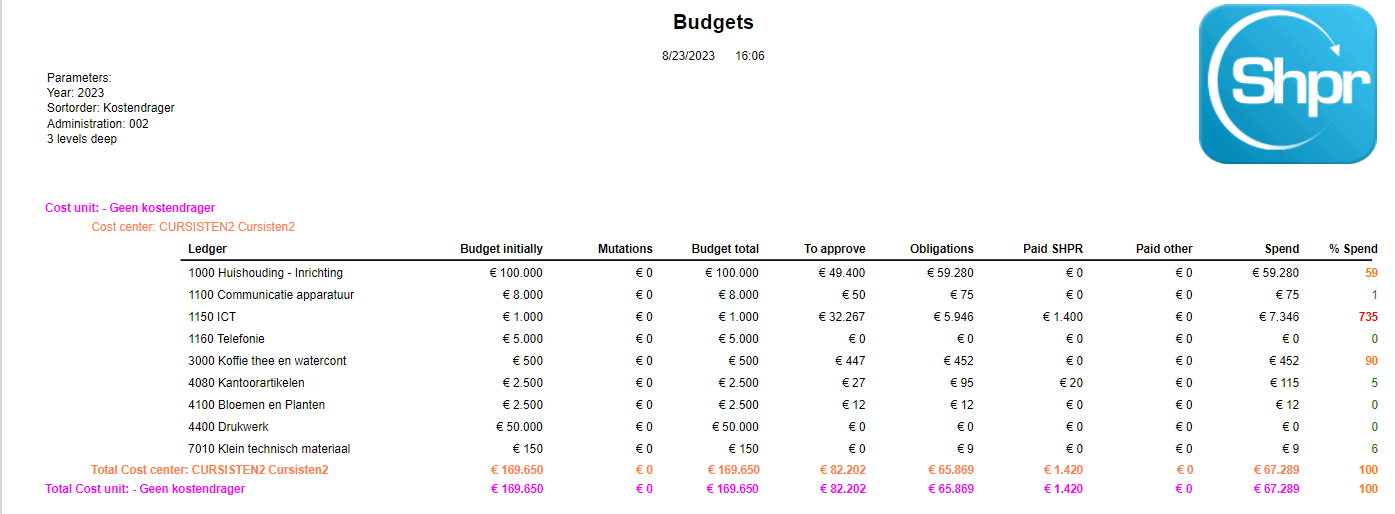 Budgets
8/23/2023 16:06
Shpr
Parameters:
Year: 2023
Sortorder: Kostendrager
Administration: 002
3 levels deep
Cost unit: - Geen kostendrager
Cost center: CURSISTEN2 Cursisten2
Ledger Budget initially Mutations Budget total To approve Obligations Paid SHPR Paid other Spend % Spend
1000 Huishouding - Inrichting € 100.000 € 0 € 100.000 € 49.400 € 59.280 € 0 € 0 € 59.280 59
1100 Communicatie apparatuur € 8.000 € 0 € 8.000 € 50 € 75 € 0 € 0 € 75 1
1150 ICT € 1.000 € 0 € 1.000 € 32.267 € 5.946 € 1.400 € 0 € 7.346 735
1160 Telefonie € 5.000 € 0 € 5.000 € 0 € 0 € 0 € 0 € 0 0
3000 Koffie thee en watercont € 500 € 0 € 500 € 447 € 452 € 0 € 0 € 452 90
4080 Kantoorartikelen € 2.500 € 0 € 2.500 € 27 € 95 € 20 € 0 € 115 5
4100 Bloemen en Planten € 2.500 € 0 € 2.500 € 12 € 12 € 0 € 0 € 12 0
4400 Drukwerk € 50.000 € 0 € 50.000 € 0 € 0 € 0 € 0 € 0 0
7010 Klein technisch materiaal € 150 € 0 € 150 € 0 € 9 € 0 € 0 € 9 6
Total Cost center: CURSISTEN2 Cursisten2 € 169.650 € 0 € 169.650 € 82.202 € 65.869 € 1.420 € 0 € 67.289 100
Total Cost unit: - Geen kostendrager € 169.650 € 0 € 169.650 € 82.202 € 65.869 € 1.420 € 0 € 67.289 100